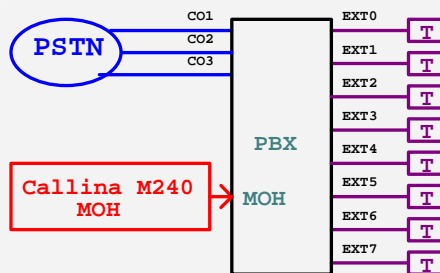 CO1
PSTN
CO2
CO3
EXT0
T
EXT1
T
EXT2
T
EXT3
T
PBX
EXT4
T
Callina M240
MOH
MOH
EXT5
T
EXT6
T
EXT7
T